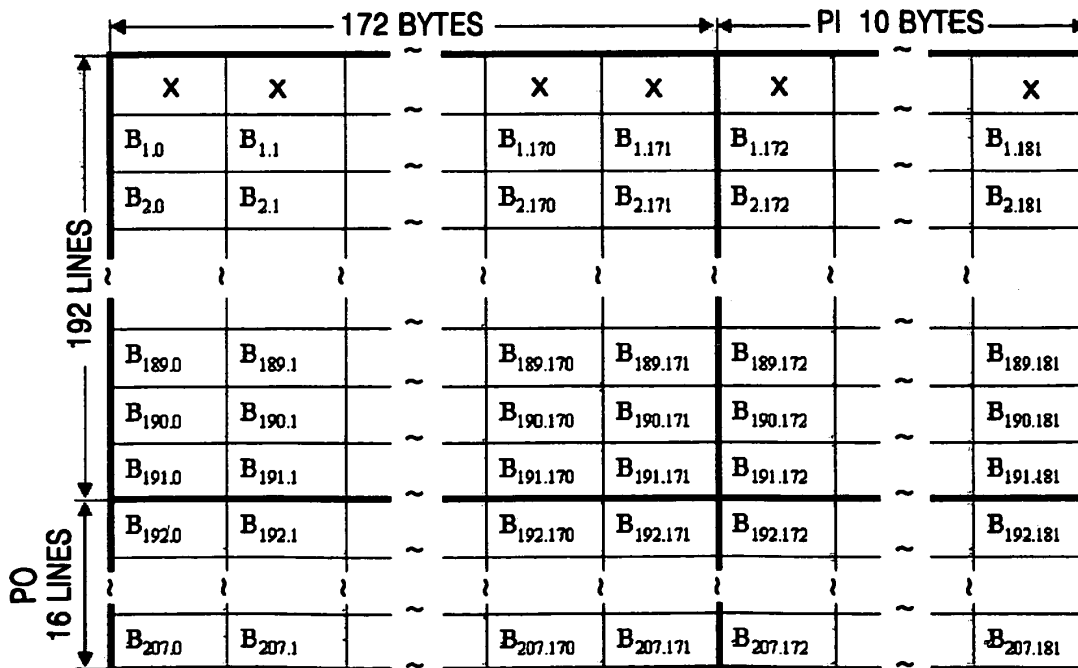 172 BYTES PI 10 BYTES
X X X X X X
B1.0 B1.1 B1.170 B1.171 B1.172 B1.181
B2.0 B2.1 B2.170 B2.171 B2.172 B2.181
192 LINES
B189.0 B189.1 B189.170 B189.171 B189.172 B189.181
B190.0 B190.1 B190.170 B190.171 B190.172 B190.181
B191.0 B191.1 B191.170 B191.171 B191.172 B191.181
B192.0 B192.1 B192.170 B192.171 B192.172 B192.181
PO
16 LINES
B207.0 B207.1 B207.170 B207.171 B207.172 B207.181